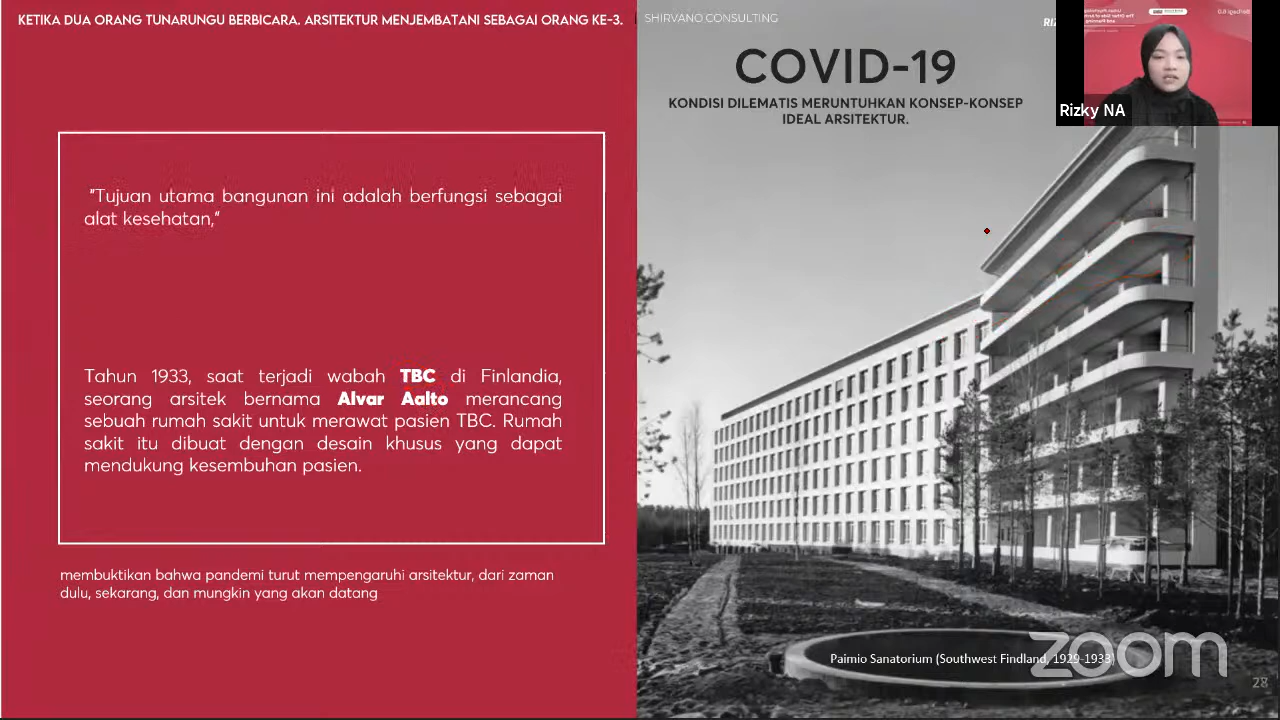 KETIKA DUA ORANG TUNARUNGU BERBICARA. ARSITEKTUR MENJEMBATANI SEBAGAI ORANG KE-3.
"Tujuan utama bangunan ini adalah berfungsi sebagai
alat kesehatan,"
Tahun 1933, saat terjadi wabah TBC di Finlandia,
seorang arsitek bernama Alvar Aalto merancang
sebuah rumah sakit untuk merawat pasien TBC. Rumah
sakit itu dibuat dengan desain khusus yang dapat
mendukung kesembuhan pasien.
membuktikan bahwa pandemi turut mempengaruhi arsitektur, dari zaman
dulu, sekarang, dan mungkin yang akan datang
SHIRVANO CONSULTING
COVID-19
KONDISI DILEMATIS MERUNTUHKAN KONSEP-KONSEP
IDEAL ARSITEKTUR.
Rizky NA
Paimio Sanatorium (Southwest Findland, 1929-1933)
zoom
28